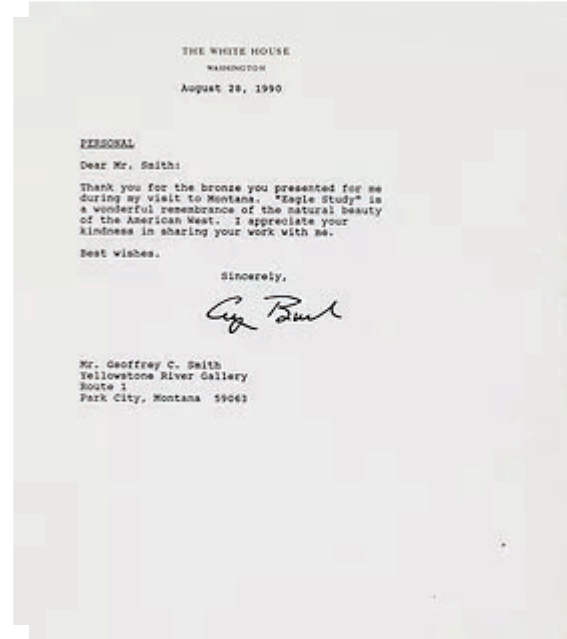 THE WHITE HOUSE
WASHINGTON
August 28, 1990
PERSONAL
Dear Mr. Smith:
Thank you for the bronze you presented for me
during my visit to Montana. "Eagle Study" is
a wonderful remembrance of the natural beauty
of the American West. I appreciate your
kindness in sharing your work with me.
Best wishes.
Sincerely,
Mr. Geoffrey C. Smith
Yellowstone River Gallery
Route 1
Park City, Montana 59063